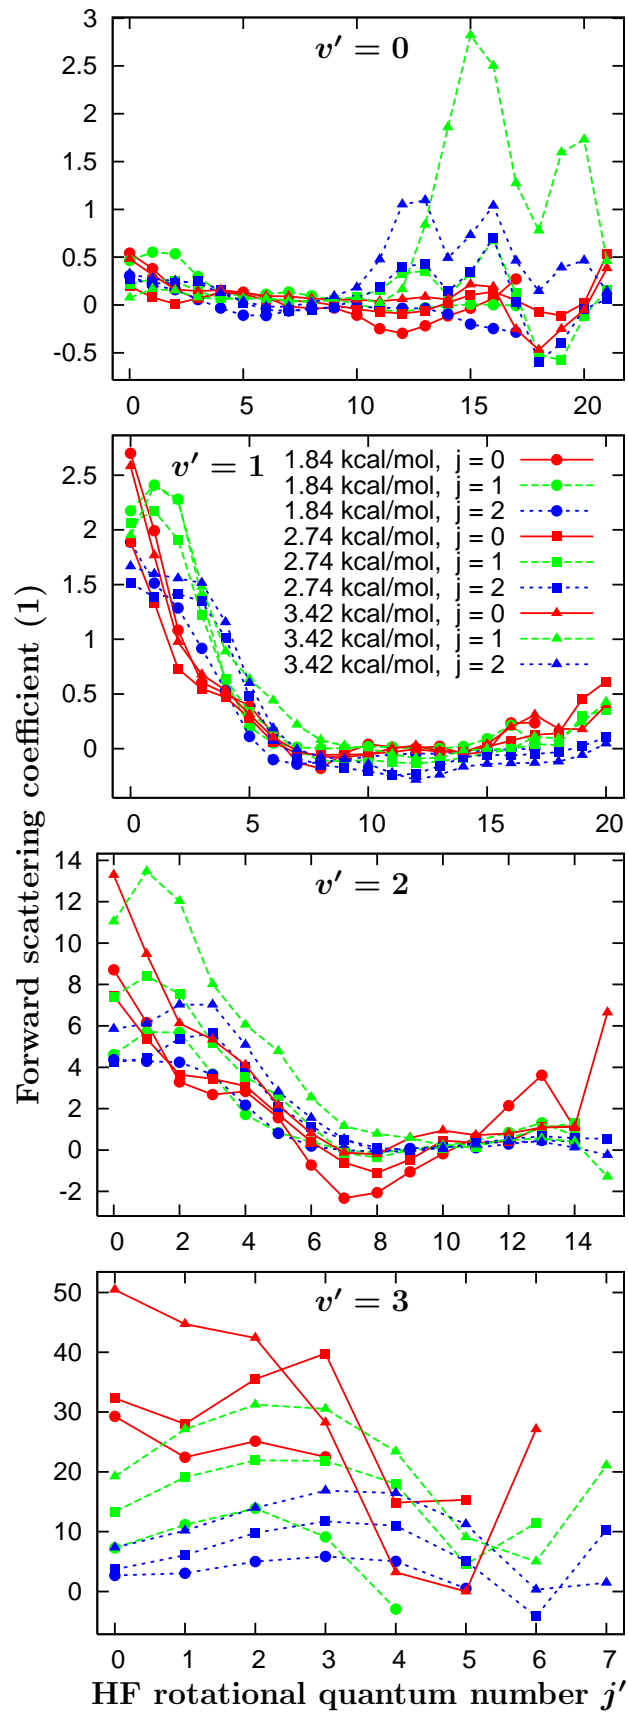 3
2.5
2
1.5
1
0.5
0
-0.5
v′ = 0
0 5 10 15 20
2.5
2
1.5
1
0.5
0
v′ = 1
1.84 kcal/mol, j = 0
1.84 kcal/mol, j = 1
1.84 kcal/mol, j = 2
2.74 kcal/mol, j = 0
2.74 kcal/mol, j = 1
2.74 kcal/mol, j = 2
3.42 kcal/mol, j = 0
3.42 kcal/mol, j = 1
3.42 kcal/mol, j = 2
0 5 10 15 20
Forward scattering coefficient (1)
14
12
10
8
6
4
2
0
-2
v′ = 2
0 2 4 6 8 10 12 14
50
40
30
20
10
0
v′ = 3
0 1 2 3 4 5 6 7
HF rotational quantum number j′